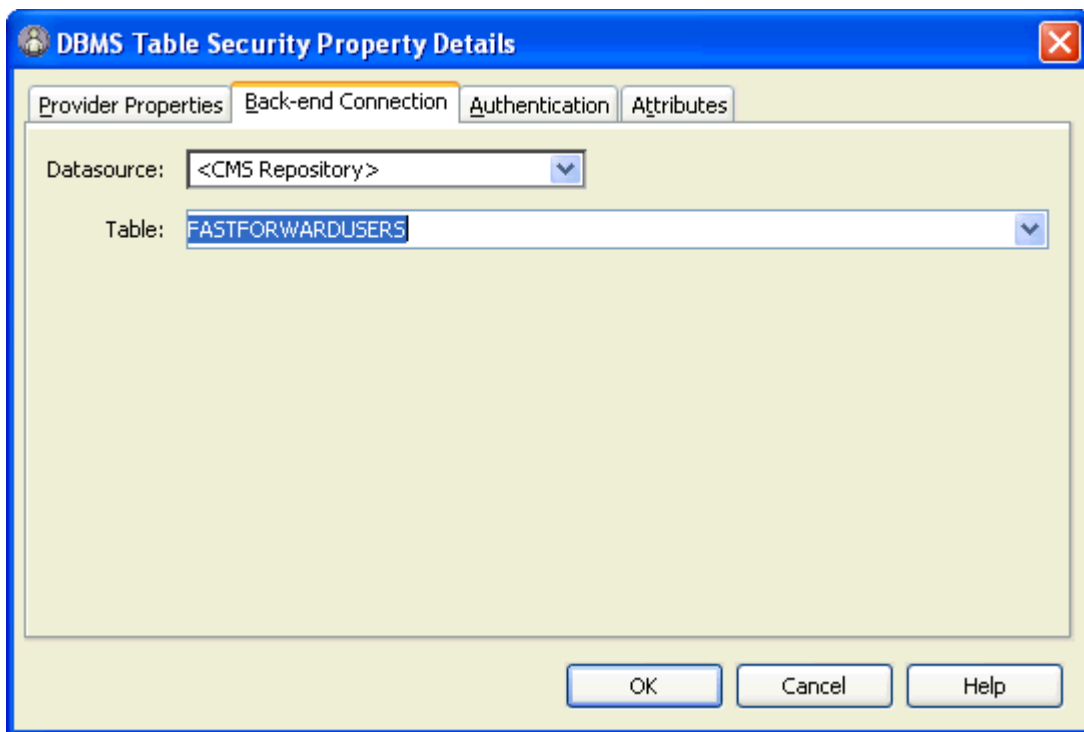 DBMS Table Security Property Details
Provider Properties Back-end Connection Authentication Attributes
Datasource: <CMS Repository>
Table: FASTFORWARDUSERS
OK Cancel Help